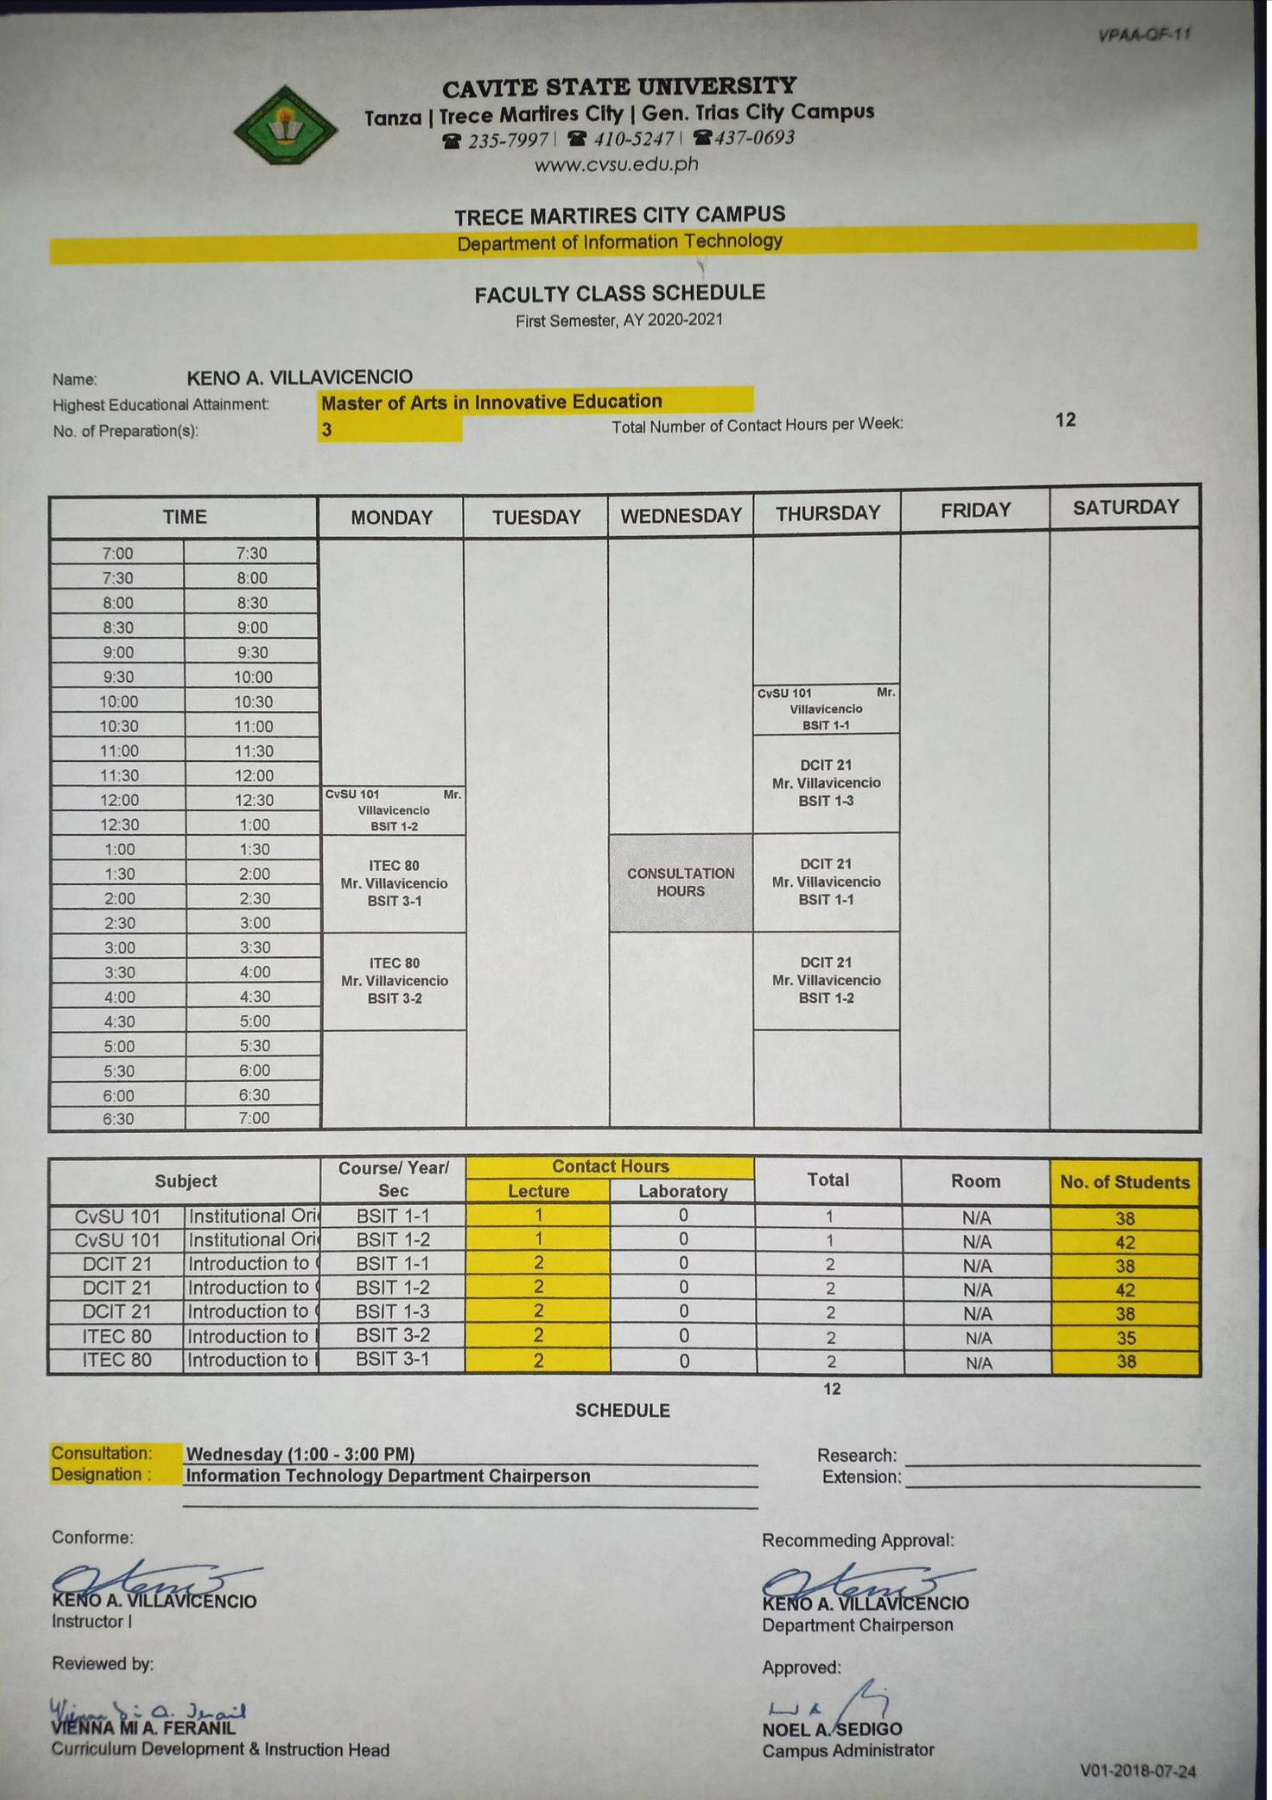 VPAA-QF-11
CAVITE STATE UNIVERSITY
Tanza | Trece Martires City | Gen. Trias City Campus
☎ 235-7997| ☎ 410-5247| ☎437-0693
www.cvsu.edu.ph
TRECE MARTIRES CITY CAMPUS
Department of Information Technology
FACULTY CLASS SCHEDULE
First Semester, AY 2020-2021
Name: KENO A. VILLAVICENCIO
Highest Educational Attainment: Master of Arts in Innovative Education
No. of Preparation(s): 3 Total Number of Contact Hours per Week: 12
TIME MONDAY TUESDAY WEDNESDAY THURSDAY FRIDAY SATURDAY
7:00 7:30
7:30 8:00
8:00 8:30
8:30 9:00
9:00 9:30
9:30 10:00
10:00 10:30
10:30 11:00
11:00 11:30
11:30 12:00
12:00 12:30
12:30 1:00
1:00 1:30
1:30 2:00
2:00 2:30
2:30 3:00
3:00 3:30
3:30 4:00
4:00 4:30
4:30 5:00
5:00 5:30
5:30 6:00
6:00 6:30
6:30 7:00
CvSU 101 Mr.
Villavicencio
BSIT 1-2
ITEC 80
Mr. Villavicencio
BSIT 3-1
ITEC 80
Mr. Villavicencio
BSIT 3-2
CONSULTATION
HOURS
CvSU 101 Mr.
Villavicencio
BSIT 1-1
DCIT 21
Mr. Villavicencio
BSIT 1-3
DCIT 21
Mr. Villavicencio
BSIT 1-1
DCIT 21
Mr. Villavicencio
BSIT 1-2
Subject Course/ Year/ Sec Contact Hours Total Room No. of Students
Lecture Laboratory
CvSU 101 Institutional Ori BSIT 1-1 1 0 1 N/A 38
CvSU 101 Institutional Ori BSIT 1-2 1 0 1 N/A 42
DCIT 21 Introduction to BSIT 1-1 2 0 2 N/A 38
DCIT 21 Introduction to BSIT 1-2 2 0 2 N/A 42
DCIT 21 Introduction to BSIT 1-3 2 0 2 N/A 38
ITEC 80 Introduction to BSIT 3-2 2 0 2 N/A 35
ITEC 80 Introduction to BSIT 3-1 2 0 2 N/A 38
12
SCHEDULE
Consultation: Wednesday (1:00 - 3:00 PM) Research:
Designation : Information Technology Department Chairperson Extension:
Conforme: Recommeding Approval:
KENO A. VILLAVICENCIO KENO A. VILLAVICENCIO
Instructor I Department Chairperson
Reviewed by: Approved:
VIENNA MI A. FERANIL NOEL A. SEDIGO
Curriculum Development & Instruction Head Campus Administrator
V01-2018-07-24